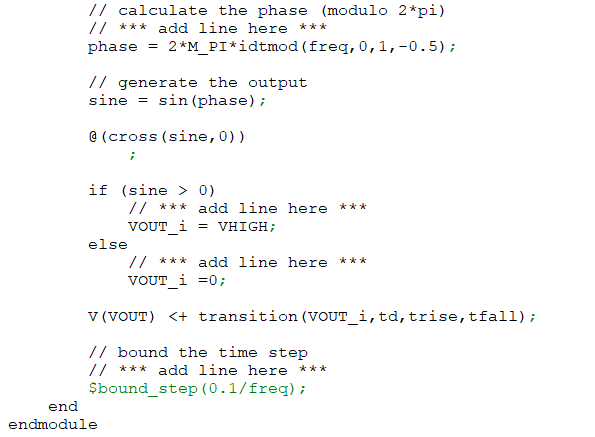 // calculate the phase (modulo 2*pi)
// *** add line here ***
phase = 2*M_PI*idtmod(freq,0,1,-0.5);
// generate the output
sine = sin(phase);
@(cross(sine,0))
;
if (sine > 0)
// *** add line here ***
VOUT_i = VHIGH;
else
// *** add line here ***
VOUT_i =0;
V(VOUT) <+ transition(VOUT_i,td,trise,tfall);
// bound the time step
// *** add line here ***
$bound_step(0.1/freq);
end
endmodule